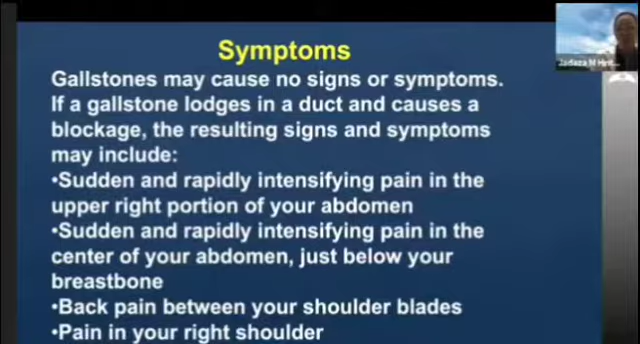 Symptoms
Gallstones may cause no signs or symptoms.
If a gallstone lodges in a duct and causes a
blockage, the resulting signs and symptoms
may include:
•Sudden and rapidly intensifying pain in the
upper right portion of your abdomen
•Sudden and rapidly intensifying pain in the
center of your abdomen, just below your
breastbone
•Back pain between your shoulder blades
•Pain in your right shoulder